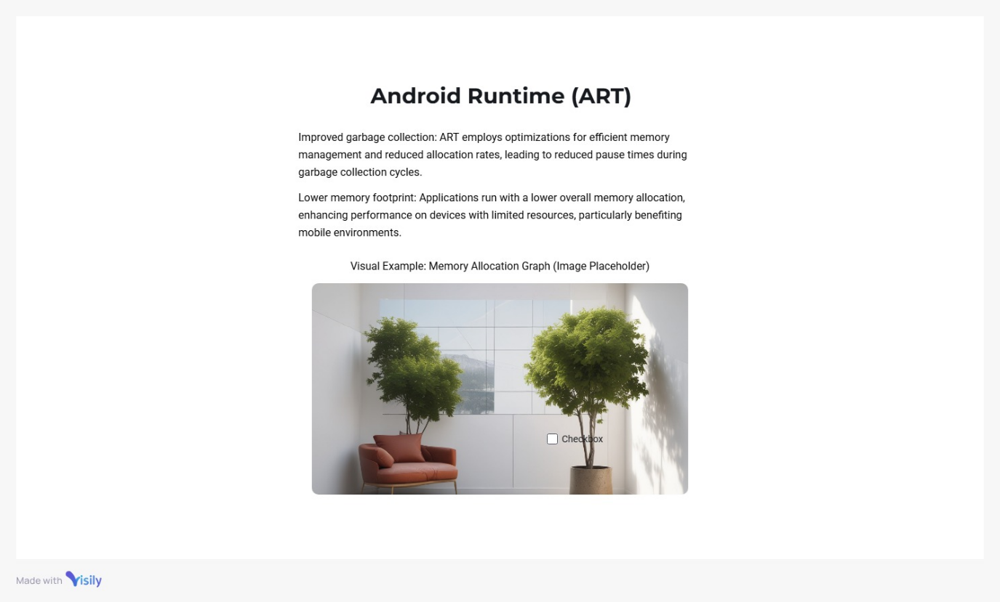 Android Runtime (ART)
Improved garbage collection: ART employs optimizations for efficient memory
management and reduced allocation rates, leading to reduced pause times during
garbage collection cycles.
Lower memory footprint: Applications run with a lower overall memory allocation,
enhancing performance on devices with limited resources, particularly benefiting
mobile environments.
Visual Example: Memory Allocation Graph (Image Placeholder)
Checkbox
Made with Visily